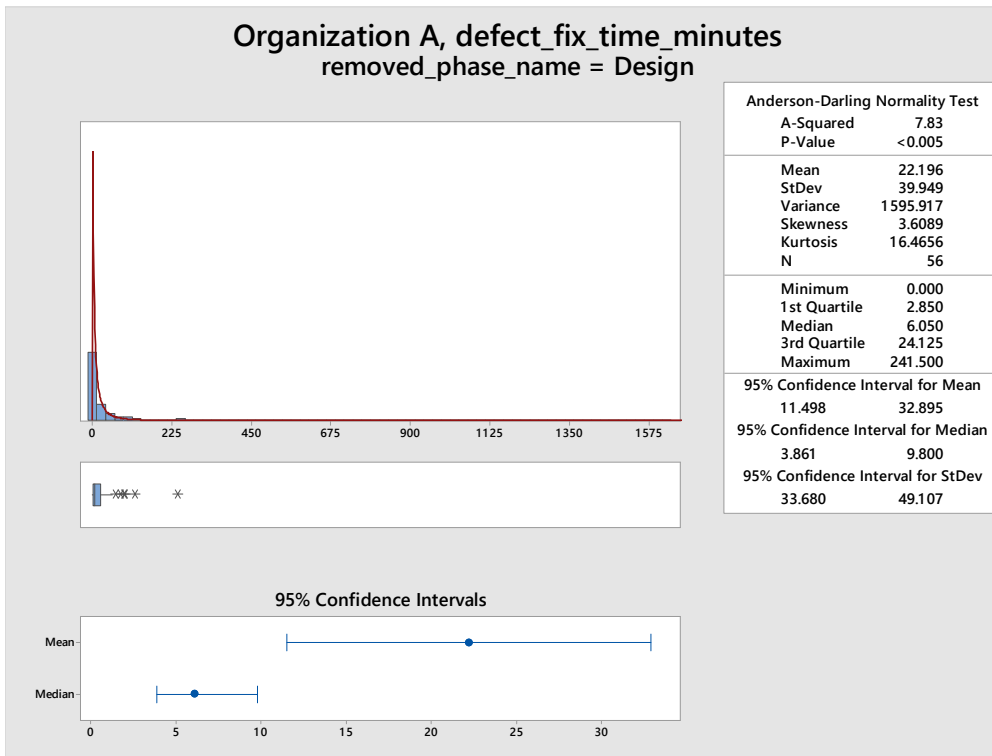 Organization A, defect_fix_time_minutes
removed_phase_name = Design
0 225 450 675 900 1125 1350 1575
95% Confidence Intervals
Mean
Median
0 5 10 15 20 25 30
Anderson-Darling Normality Test
A-Squared 7.83
P-Value <0.005
Mean 22.196
StDev 39.949
Variance 1595.917
Skewness 3.6089
Kurtosis 16.4656
N 56
Minimum 0.000
1st Quartile 2.850
Median 6.050
3rd Quartile 24.125
Maximum 241.500
95% Confidence Interval for Mean
11.498 32.895
95% Confidence Interval for Median
3.861 9.800
95% Confidence Interval for StDev
33.680 49.107